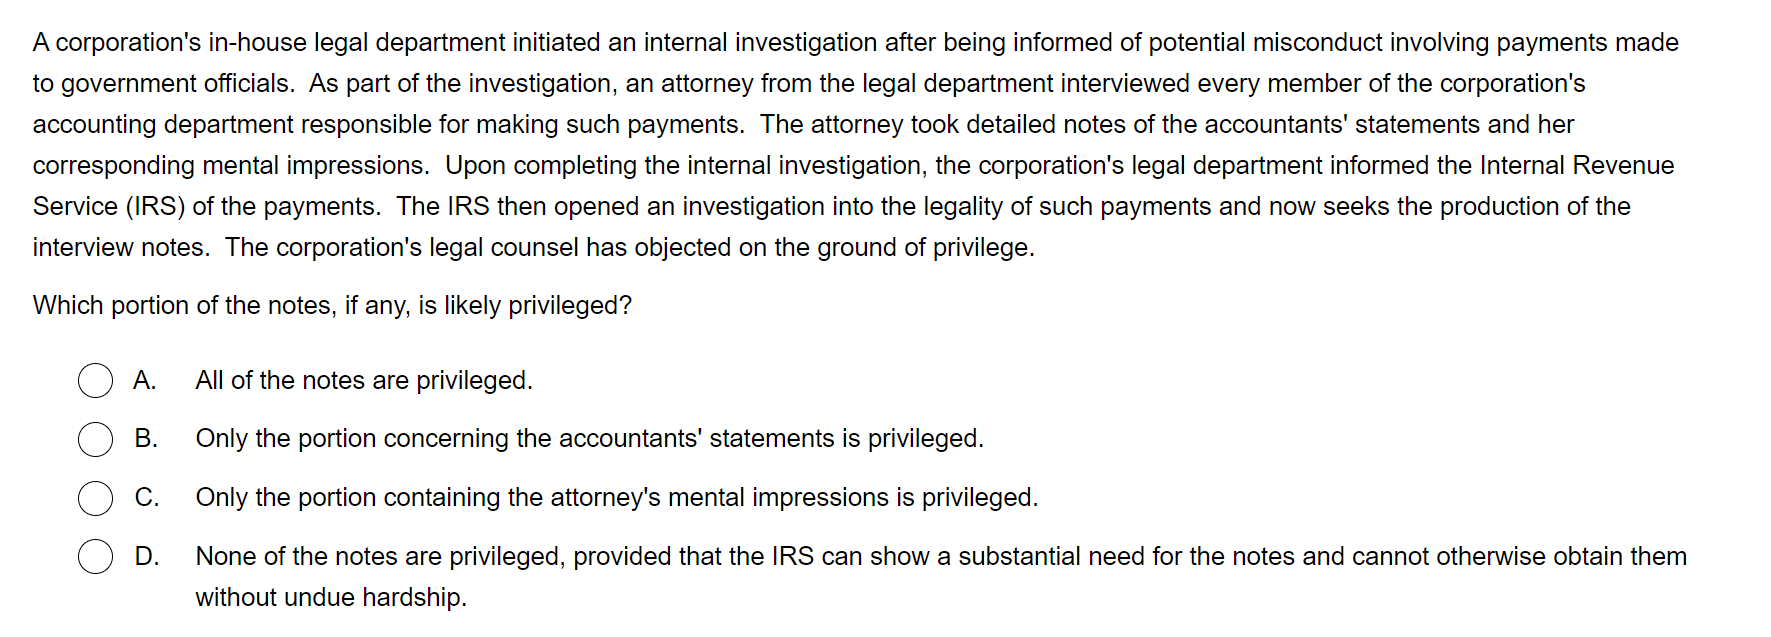 A corporation's in-house legal department initiated an internal investigation after being informed of potential misconduct involving payments made
to government officials.  As part of the investigation, an attorney from the legal department interviewed every member of the corporation's
accounting department responsible for making such payments.  The attorney took detailed notes of the accountants' statements and her
corresponding mental impressions.  Upon completing the internal investigation, the corporation's legal department informed the Internal Revenue
Service (IRS) of the payments.  The IRS then opened an investigation into the legality of such payments and now seeks the production of the
interview notes.  The corporation's legal counsel has objected on the ground of privilege.
Which portion of the notes, if any, is likely privileged?
A. All of the notes are privileged.
B. Only the portion concerning the accountants' statements is privileged.
C. Only the portion containing the attorney's mental impressions is privileged.
D. None of the notes are privileged, provided that the IRS can show a substantial need for the notes and cannot otherwise obtain them
without undue hardship.